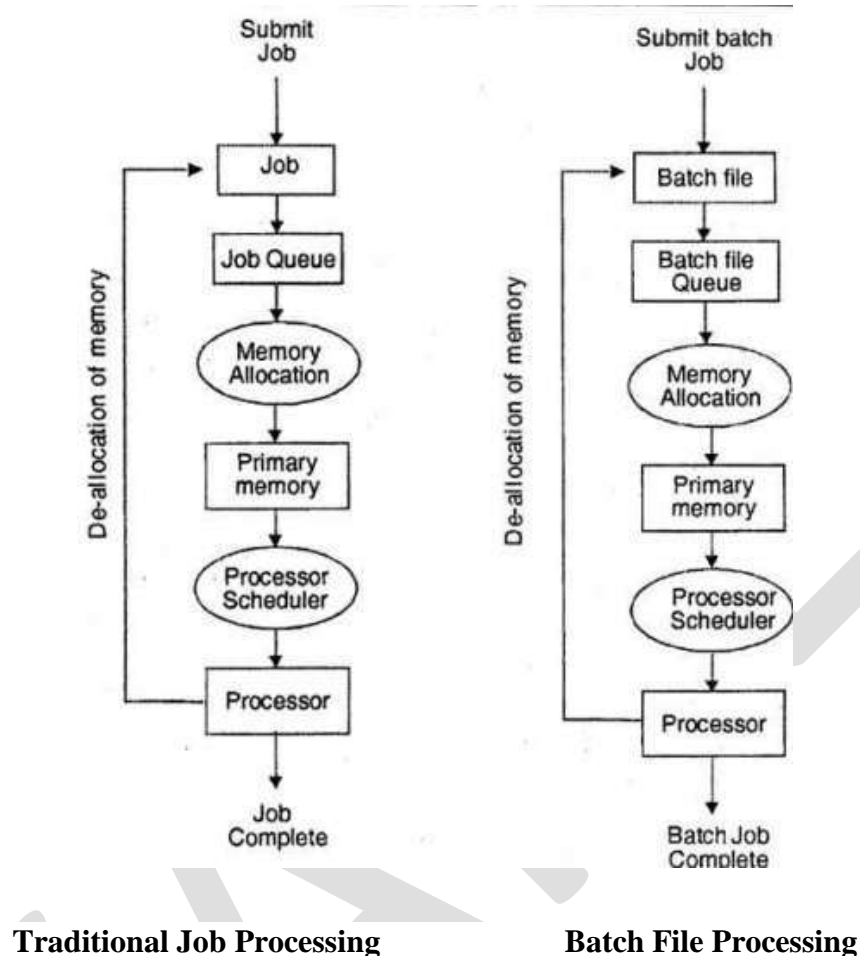 Submit
Job
Job
Job Queue
Memory
Allocation
Primary
memory
Processor
Scheduler
Processor
Job
Complete
De-allocation of memory
Submit batch
Job
Batch file
Batch file
Queue
Memory
Allocation
Primary
memory
Processor
Scheduler
Processor
Batch Job
Complete
De-allocation of memory
Traditional Job Processing
Batch File Processing